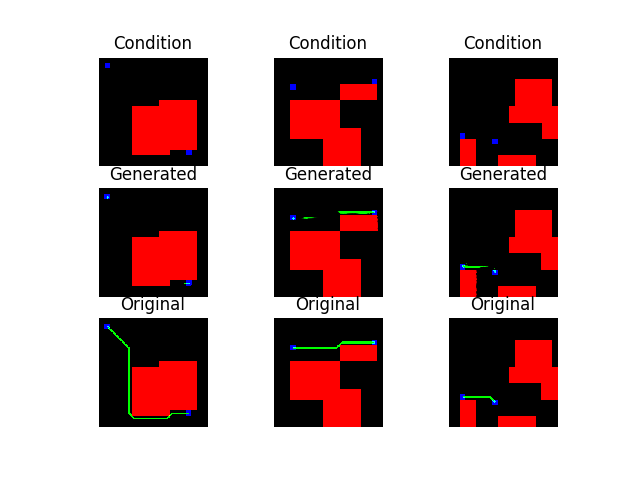 Condition Condition Condition
Generated Generated Generated
Original Original Original